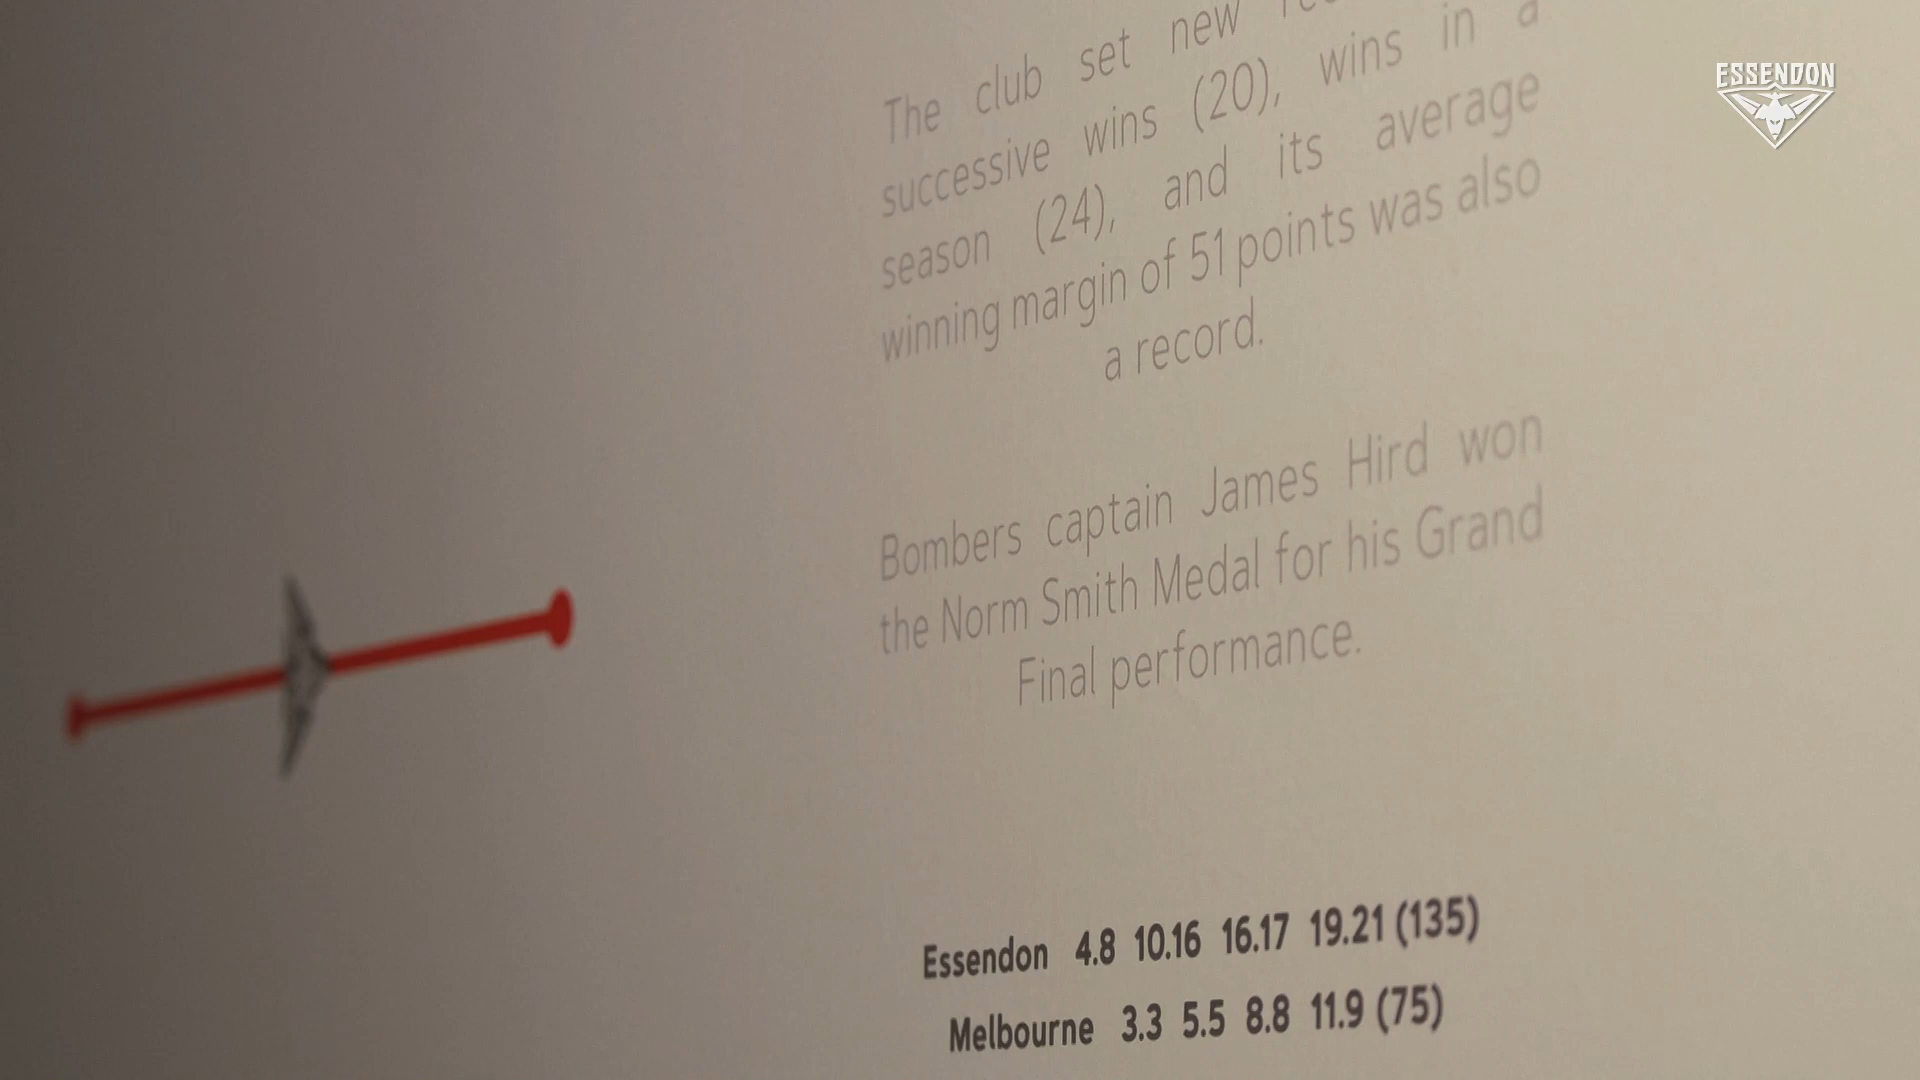 The club set new
successive wins (20), wins in a
season (24), and its average
winning margin of 51 points was also
a record.
Bombers captain James Hird won
the Norm Smith Medal for his Grand
Final performance.
Essendon 4.8 10.16 16.17 19.21 (135)
Melbourne 3.3 5.5 8.8 11.9 (75)
ESSENDON